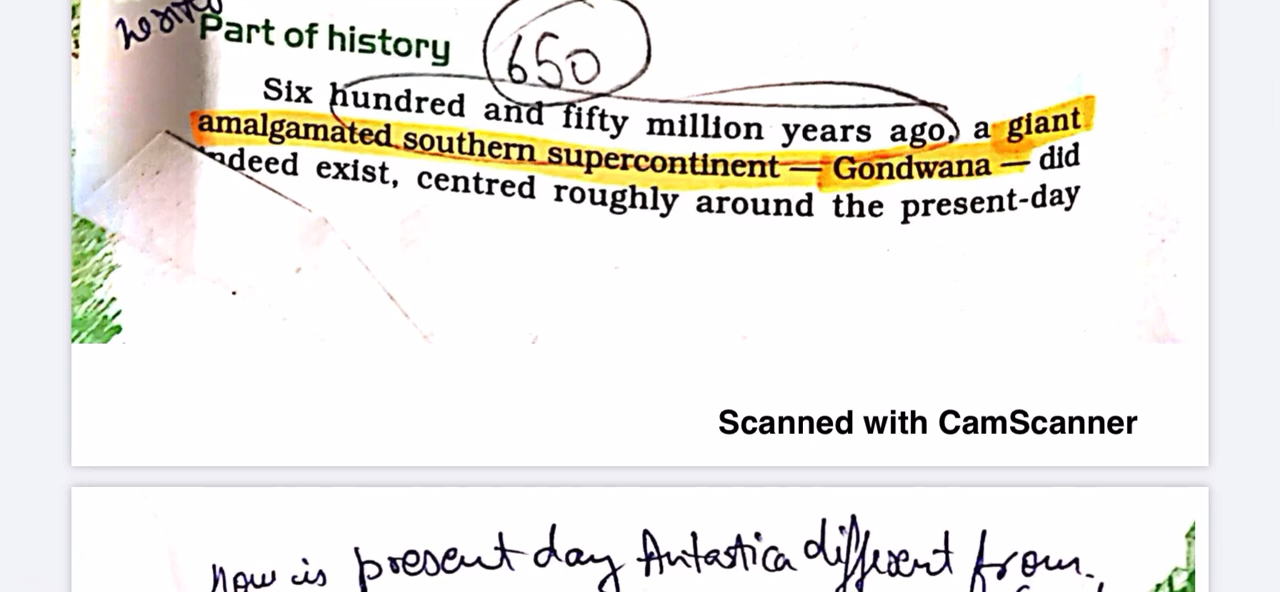 Part of history
650
Six hundred and fifty million years ago, a giant
amalgamated southern supercontinent — Gondwana — did
indeed exist, centred roughly around the present-day
Scanned with CamScanner
How is present day Antastica different from